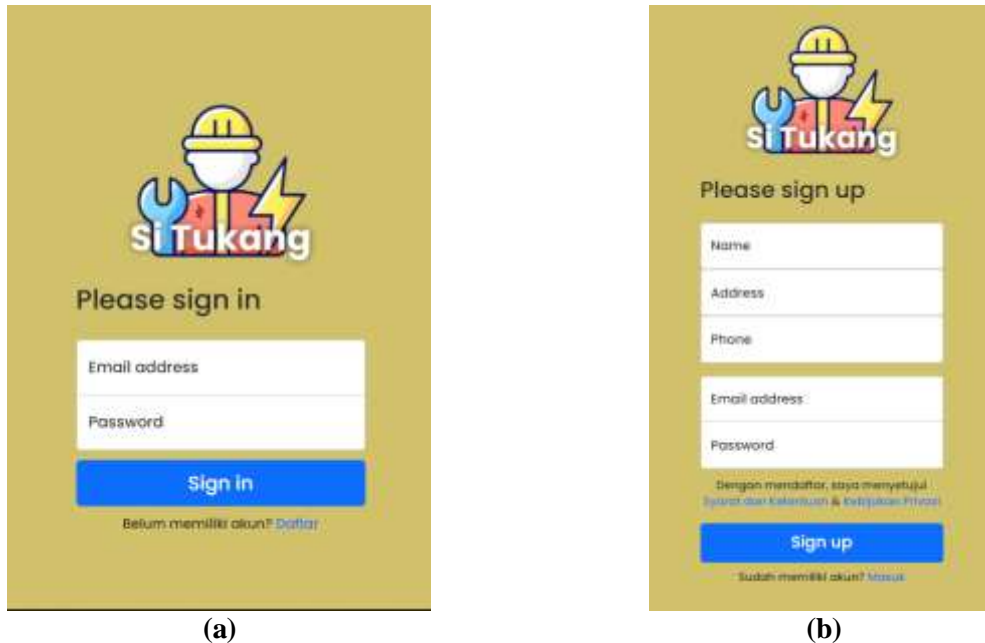 Si Tukang
Please sign in
Email address
Password
Sign in
Belum memiliki akun? Daftar
(a)
Si Tukang
Please sign up
Name
Address
Phone
Email address
Password
Dengan mendaftar, saya menyetujui
Syarat dan Ketentuan & Kebijakan Privasi
Sign up
Sudah memiliki akun? Masuk
(b)